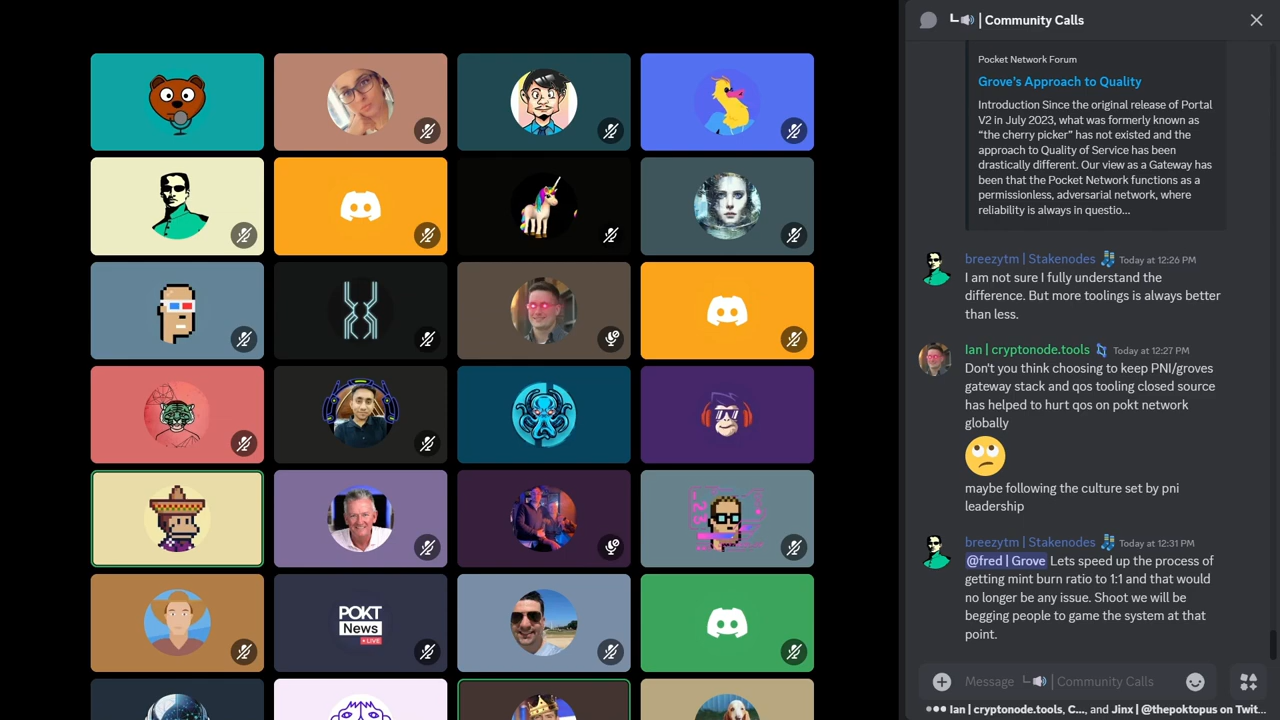 Community Calls
Pocket Network Forum
Grove's Approach to Quality
Introduction Since the original release of Portal
V2 in July 2023, what was formerly known as
“the cherry picker” has not existed and the
approach to Quality of Service has been
drastically different. Our view as a Gateway has
been that the Pocket Network functions as a
permissionless, adversarial network, where
reliability is always in questio...
breezytm | Stakenodes Today at 12:26 PM
I am not sure I fully understand the
difference. But more toolings is always better
than less.
Ian | cryptonode.tools Today at 12:27 PM
Don't you think choosing to keep PNI/groves
gateway stack and qos tooling closed source
has helped to hurt qos on pokt network
globally
maybe following the culture set by pni
leadership
breezytm | Stakenodes Today at 12:31 PM
@fred | Grove Lets speed up the process of
getting mint burn ratio to 1:1 and that would
no longer be any issue. Shoot we will be
begging people to game the system at that
point.
POKT
News
LIVE
Message Community Calls
Ian | cryptonode.tools, C..., and Jinx | @thepoktopus on Twit...